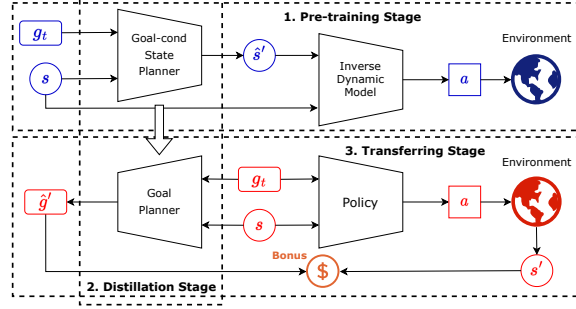 1. Pre-training Stage
g_t
s
Goal-cond
State
Planner
ŝ'
Inverse
Dynamic
Model
a
Environment
3. Transferring Stage
ĝ'
Goal
Planner
g_t
s
Policy
a
Environment
Bonus
$
s'
2. Distillation Stage